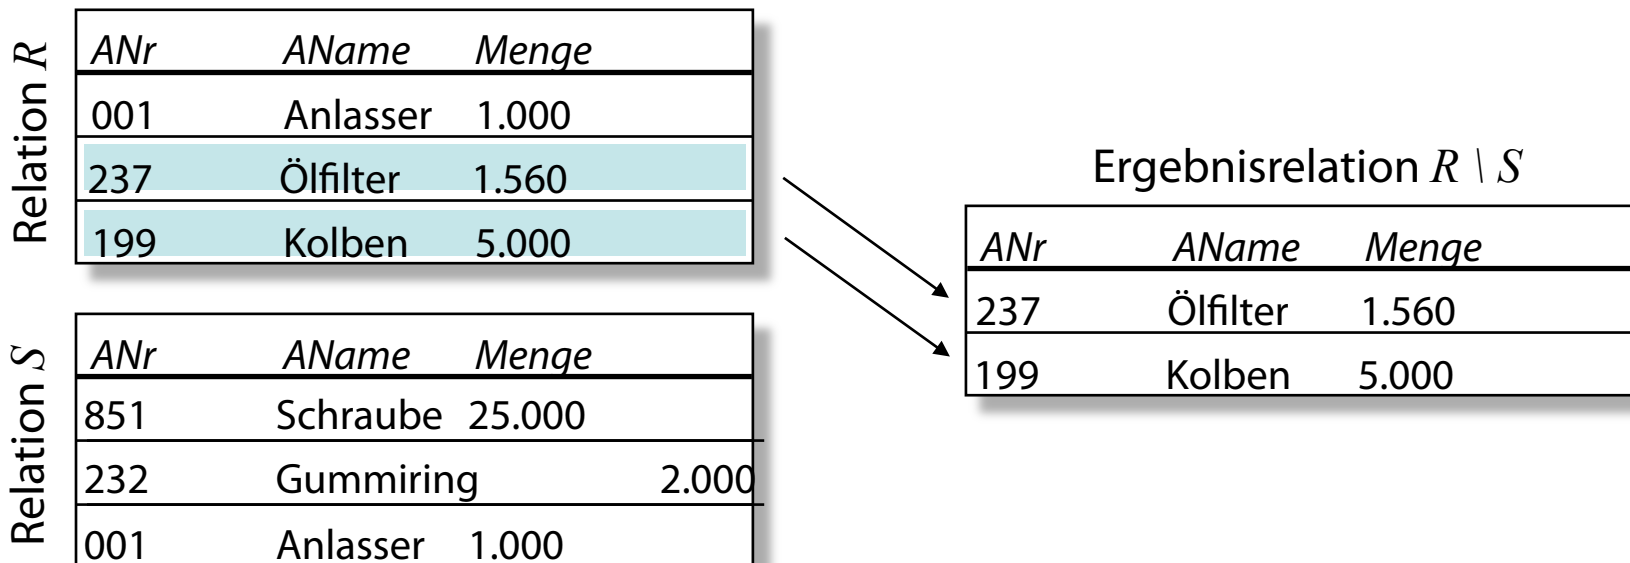 Relation R
ANr AName Menge
001 Anlasser 1.000
237 Ölfilter 1.560
199 Kolben 5.000
Relation S
ANr AName Menge
851 Schraube 25.000
232 Gummiring 2.000
001 Anlasser 1.000
Ergebnisrelation R \ S
ANr AName Menge
237 Ölfilter 1.560
199 Kolben 5.000